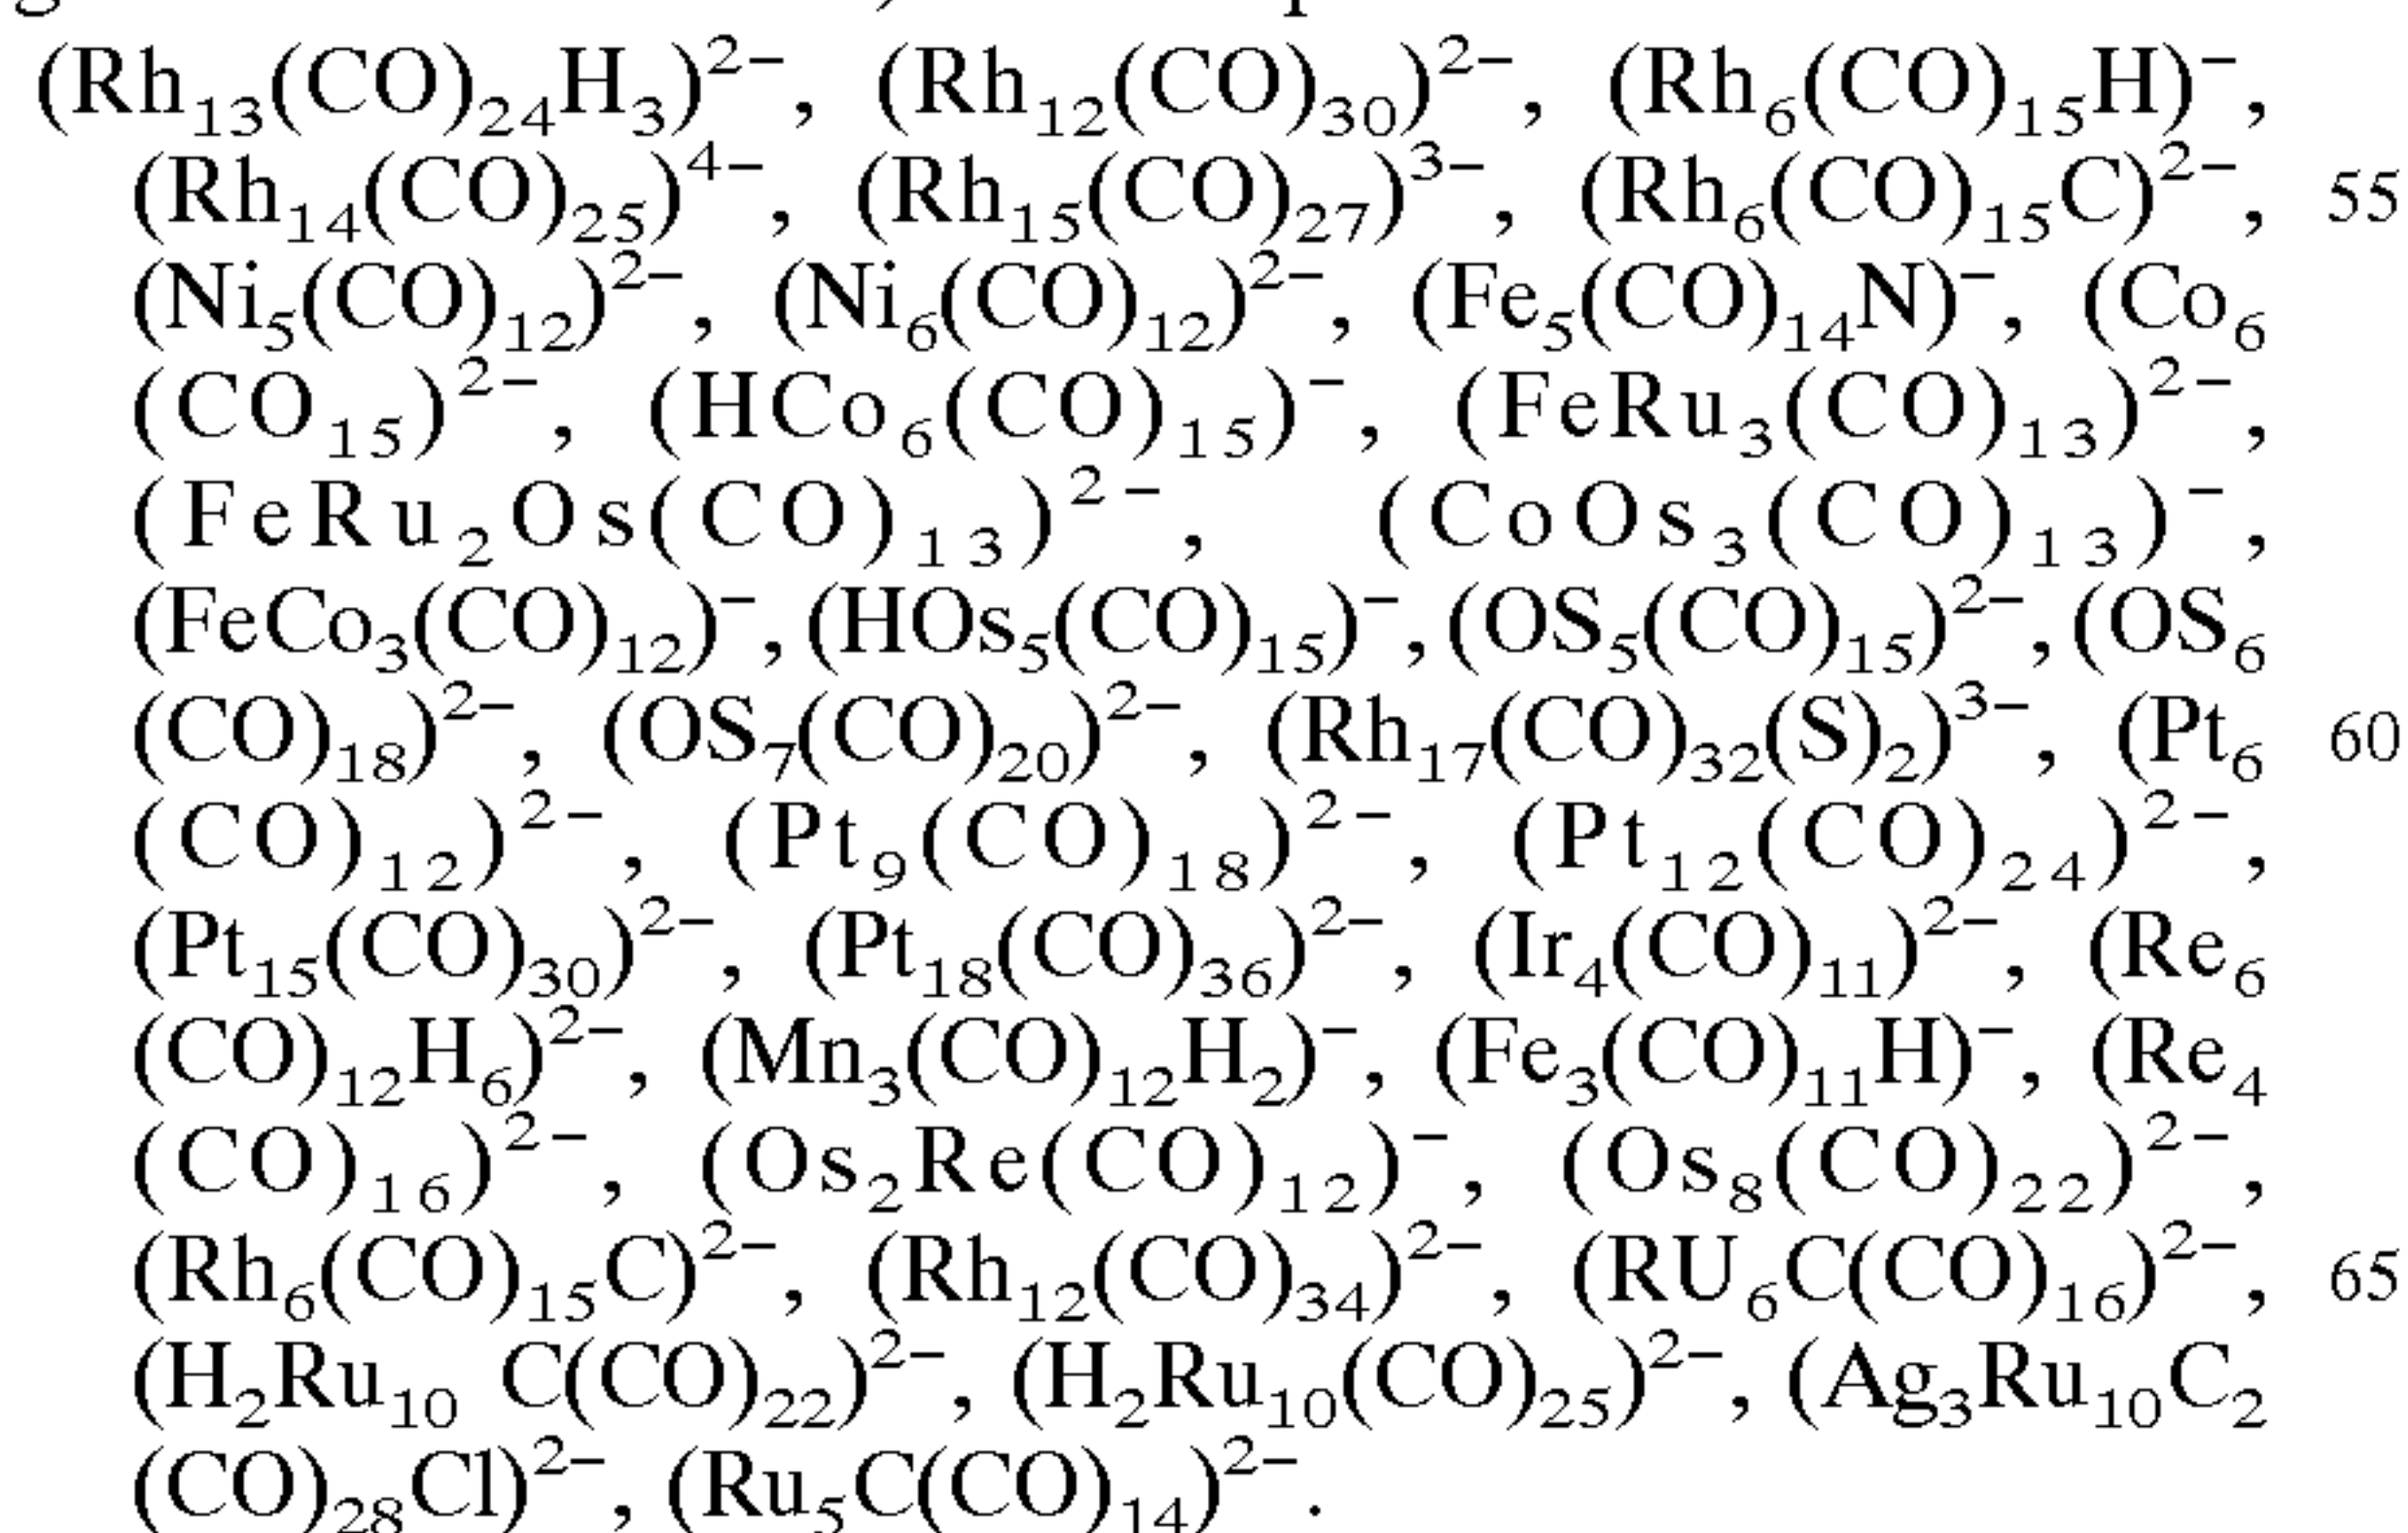 (Rh₁₃(CO)₂₄H₃)²⁻, (Rh₁₂(CO)₃₀)²⁻, (Rh₆(CO)₁₅H)⁻,
(Rh₁₄(CO)₂₅)⁴⁻, (Rh₁₅(CO)₂₇)³⁻, (Rh₆(CO)₁₅C)²⁻, 55
(Ni₅(CO)₁₂)²⁻, (Ni₆(CO)₁₂)²⁻, (Fe₅(CO)₁₄N)⁻, (Co₆
(CO₁₅)²⁻, (HCo₆(CO)₁₅)⁻, (FeRu₃(CO)₁₃)²⁻,
(FeRu₂Os(CO)₁₃)²⁻, (CoOs₃(CO)₁₃)⁻,
(FeCo₃(CO)₁₂)⁻, (HOs₅(CO)₁₅)⁻, (OS₅(CO)₁₅)²⁻, (OS₆
(CO)₁₈)²⁻, (OS₇(CO)₂₀)²⁻, (Rh₁₇(CO)₃₂(S)₂)³⁻, (Pt₆ 60
(CO)₁₂)²⁻, (Pt₉(CO)₁₈)²⁻, (Pt₁₂(CO)₂₄)²⁻,
(Pt₁₅(CO)₃₀)²⁻, (Pt₁₈(CO)₃₆)²⁻, (Ir₄(CO)₁₁)²⁻, (Re₆
(CO)₁₂H₆)²⁻, (Mn₃(CO)₁₂H₂)⁻, (Fe₃(CO)₁₁H)⁻, (Re₄
(CO)₁₆)²⁻, (Os₂Re(CO)₁₂)⁻, (Os₈(CO)₂₂)²⁻,
(Rh₆(CO)₁₅C)²⁻, (Rh₁₂(CO)₃₄)²⁻, (RU₆C(CO)₁₆)²⁻, 65
(H₂Ru₁₀ C(CO)₂₂)²⁻, (H₂Ru₁₀(CO)₂₅)²⁻, (Ag₃Ru₁₀C₂
(CO)₂₈Cl)²⁻, (Ru₅C(CO)₁₄)²⁻.